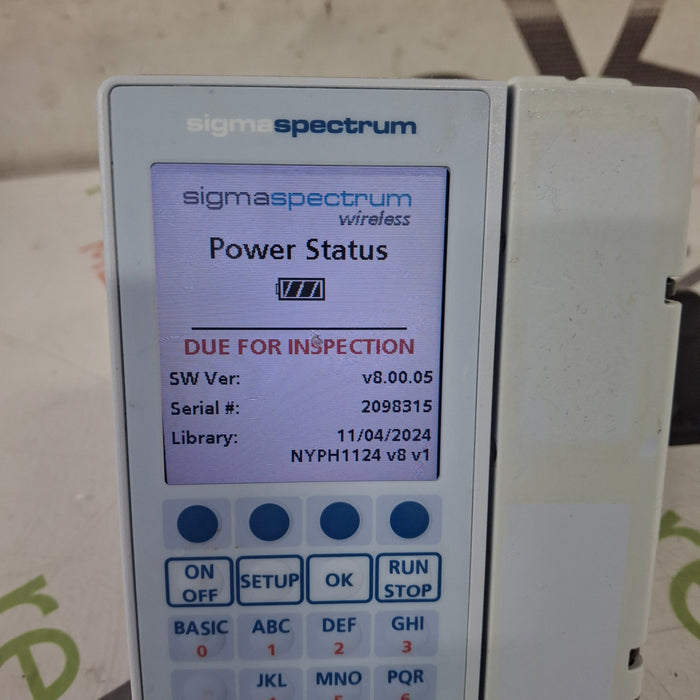 sigmaspectrum
sigmaspectrum
wireless
Power Status
DUE FOR INSPECTION
SW Ver: v8.00.05
Serial #: 2098315
Library: 11/04/2024
NYPH1124 v8 v1
ON OFF SETUP OK RUN STOP
BASIC ABC DEF GHI
0 1 2 3
JKL MNO PQR